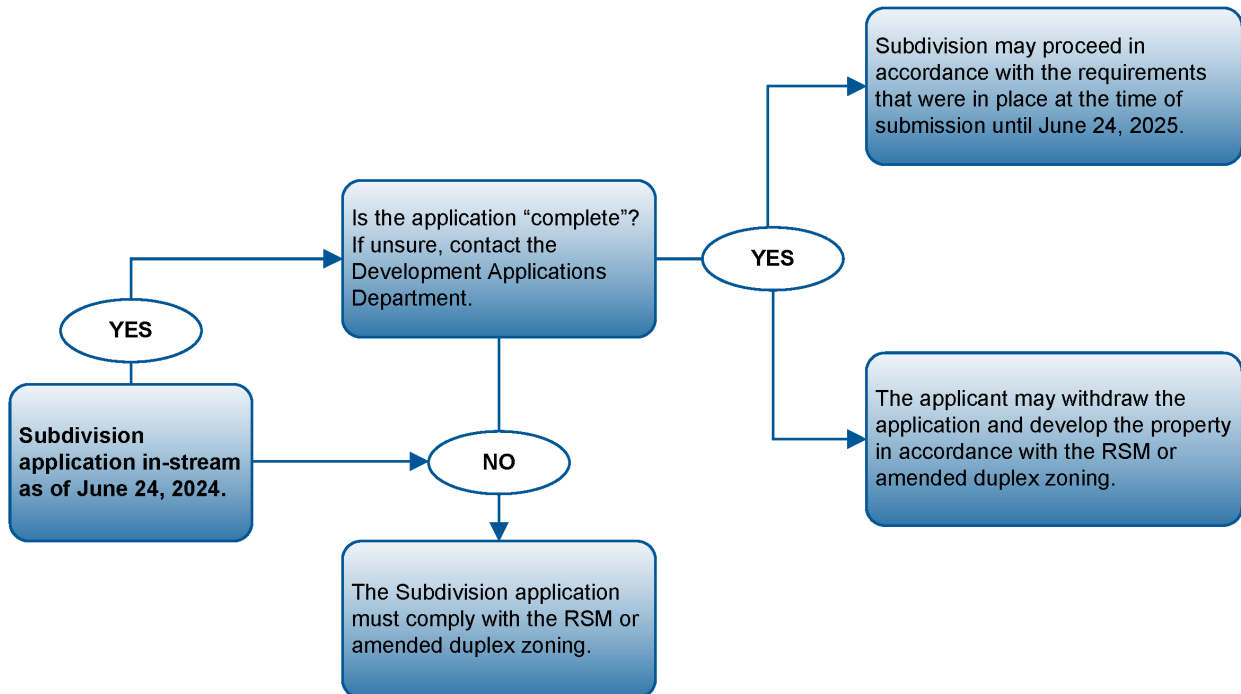 Subdivision
application in-stream
as of June 24, 2024.
YES
Is the application “complete”?
If unsure, contact the
Development Applications
Department.
NO
The Subdivision application
must comply with the RSM or
amended duplex zoning.
YES
Subdivision may proceed in
accordance with the requirements
that were in place at the time of
submission until June 24, 2025.
The applicant may withdraw the
application and develop the property
in accordance with the RSM or
amended duplex zoning.